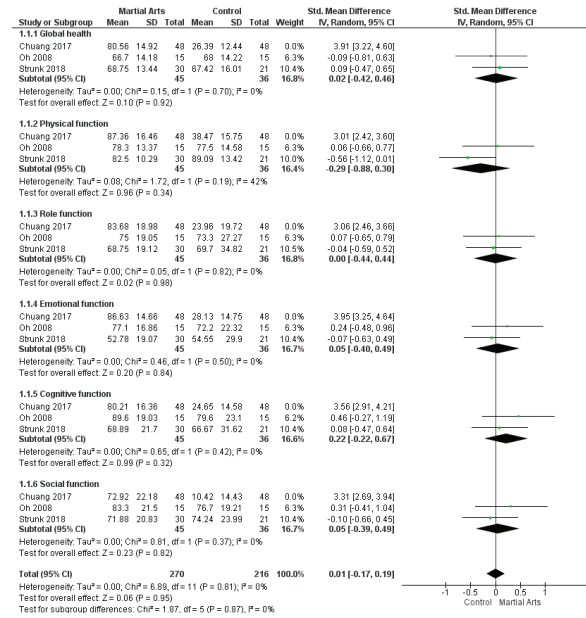 Martial Arts Control Std. Mean Difference Std. Mean Difference
Study or Subgroup Mean SD Total Mean SD Total Weight IV, Random, 95% CI IV, Random, 95% CI
1.1.1 Global health
Chuang 2017 80.56 14.92 48 26.39 12.44 48 0.0% 3.91 [3.22, 4.60]
Oh 2008 66.7 14.18 15 68 14.22 15 6.3% -0.09 [-0.81, 0.63]
Strunk 2018 68.75 13.44 30 67.42 16.01 21 10.4% 0.09 [-0.47, 0.65]
Subtotal (95% CI) 45 36 16.8% 0.02 [-0.42, 0.46]
Heterogeneity: Tau² = 0.00; Chi² = 0.15, df = 1 (P = 0.70); I² = 0%
Test for overall effect: Z = 0.10 (P = 0.92)
1.1.2 Physical function
Chuang 2017 87.36 16.46 48 38.47 15.75 48 0.0% 3.01 [2.42, 3.60]
Oh 2008 78.3 13.37 15 77.5 14.58 15 6.3% 0.06 [-0.66, 0.77]
Strunk 2018 82.5 10.29 30 89.09 13.42 21 10.1% -0.56 [-1.12, 0.01]
Subtotal (95% CI) 45 36 16.4% -0.29 [-0.88, 0.30]
Heterogeneity: Tau² = 0.08; Chi² = 1.72, df = 1 (P = 0.19); I² = 42%
Test for overall effect: Z = 0.96 (P = 0.34)
1.1.3 Role function
Chuang 2017 83.68 18.98 48 23.96 19.72 48 0.0% 3.06 [2.46, 3.66]
Oh 2008 75 19.05 15 73.3 27.27 15 6.3% 0.07 [-0.65, 0.79]
Strunk 2018 68.75 19.12 30 69.7 34.82 21 10.4% -0.04 [-0.59, 0.52]
Subtotal (95% CI) 45 36 16.8% 0.00 [-0.44, 0.44]
Heterogeneity: Tau² = 0.00; Chi² = 0.05, df = 1 (P = 0.82); I² = 0%
Test for overall effect: Z = 0.02 (P = 0.98)
1.1.4 Emotional function
Chuang 2017 86.63 14.66 48 28.13 14.75 48 0.0% 3.95 [3.25, 4.64]
Oh 2008 77.1 16.86 15 72.2 22.32 15 6.3% 0.24 [-0.48, 0.96]
Strunk 2018 52.78 19.07 30 54.55 29.9 21 10.4% -0.07 [-0.63, 0.49]
Subtotal (95% CI) 45 36 16.7% 0.05 [-0.40, 0.49]
Heterogeneity: Tau² = 0.00; Chi² = 0.46, df = 1 (P = 0.50); I² = 0%
Test for overall effect: Z = 0.20 (P = 0.84)
1.1.5 Cognitive function
Chuang 2017 80.21 16.36 48 24.65 14.58 48 0.0% 3.56 [2.91, 4.21]
Oh 2008 89.6 19.03 15 79.6 23.1 15 6.2% 0.46 [-0.27, 1.19]
Strunk 2018 68.89 21.7 30 66.67 31.62 21 10.4% 0.08 [-0.47, 0.64]
Subtotal (95% CI) 45 36 16.6% 0.22 [-0.22, 0.67]
Heterogeneity: Tau² = 0.00; Chi² = 0.65, df = 1 (P = 0.42); I² = 0%
Test for overall effect: Z = 0.99 (P = 0.32)
1.1.6 Social function
Chuang 2017 72.92 22.18 48 10.42 14.43 48 0.0% 3.31 [2.69, 3.94]
Oh 2008 83.3 21.5 15 76.7 19.21 15 6.3% 0.31 [-0.41, 1.04]
Strunk 2018 71.88 20.83 30 74.24 23.99 21 10.4% -0.10 [-0.66, 0.45]
Subtotal (95% CI) 45 36 16.7% 0.05 [-0.39, 0.49]
Heterogeneity: Tau² = 0.00; Chi² = 0.81, df = 1 (P = 0.37); I² = 0%
Test for overall effect: Z = 0.23 (P = 0.82)
Total (95% CI) 270 216 100.0% 0.01 [-0.17, 0.19]
Heterogeneity: Tau² = 0.00; Chi² = 6.89, df = 11 (P = 0.81); I² = 0%
Test for overall effect: Z = 0.06 (P = 0.95)
Test for subgroup differences: Chi² = 1.87, df = 5 (P = 0.87), I² = 0%
-1 -0.5 0 0.5 1
Control Martial Arts